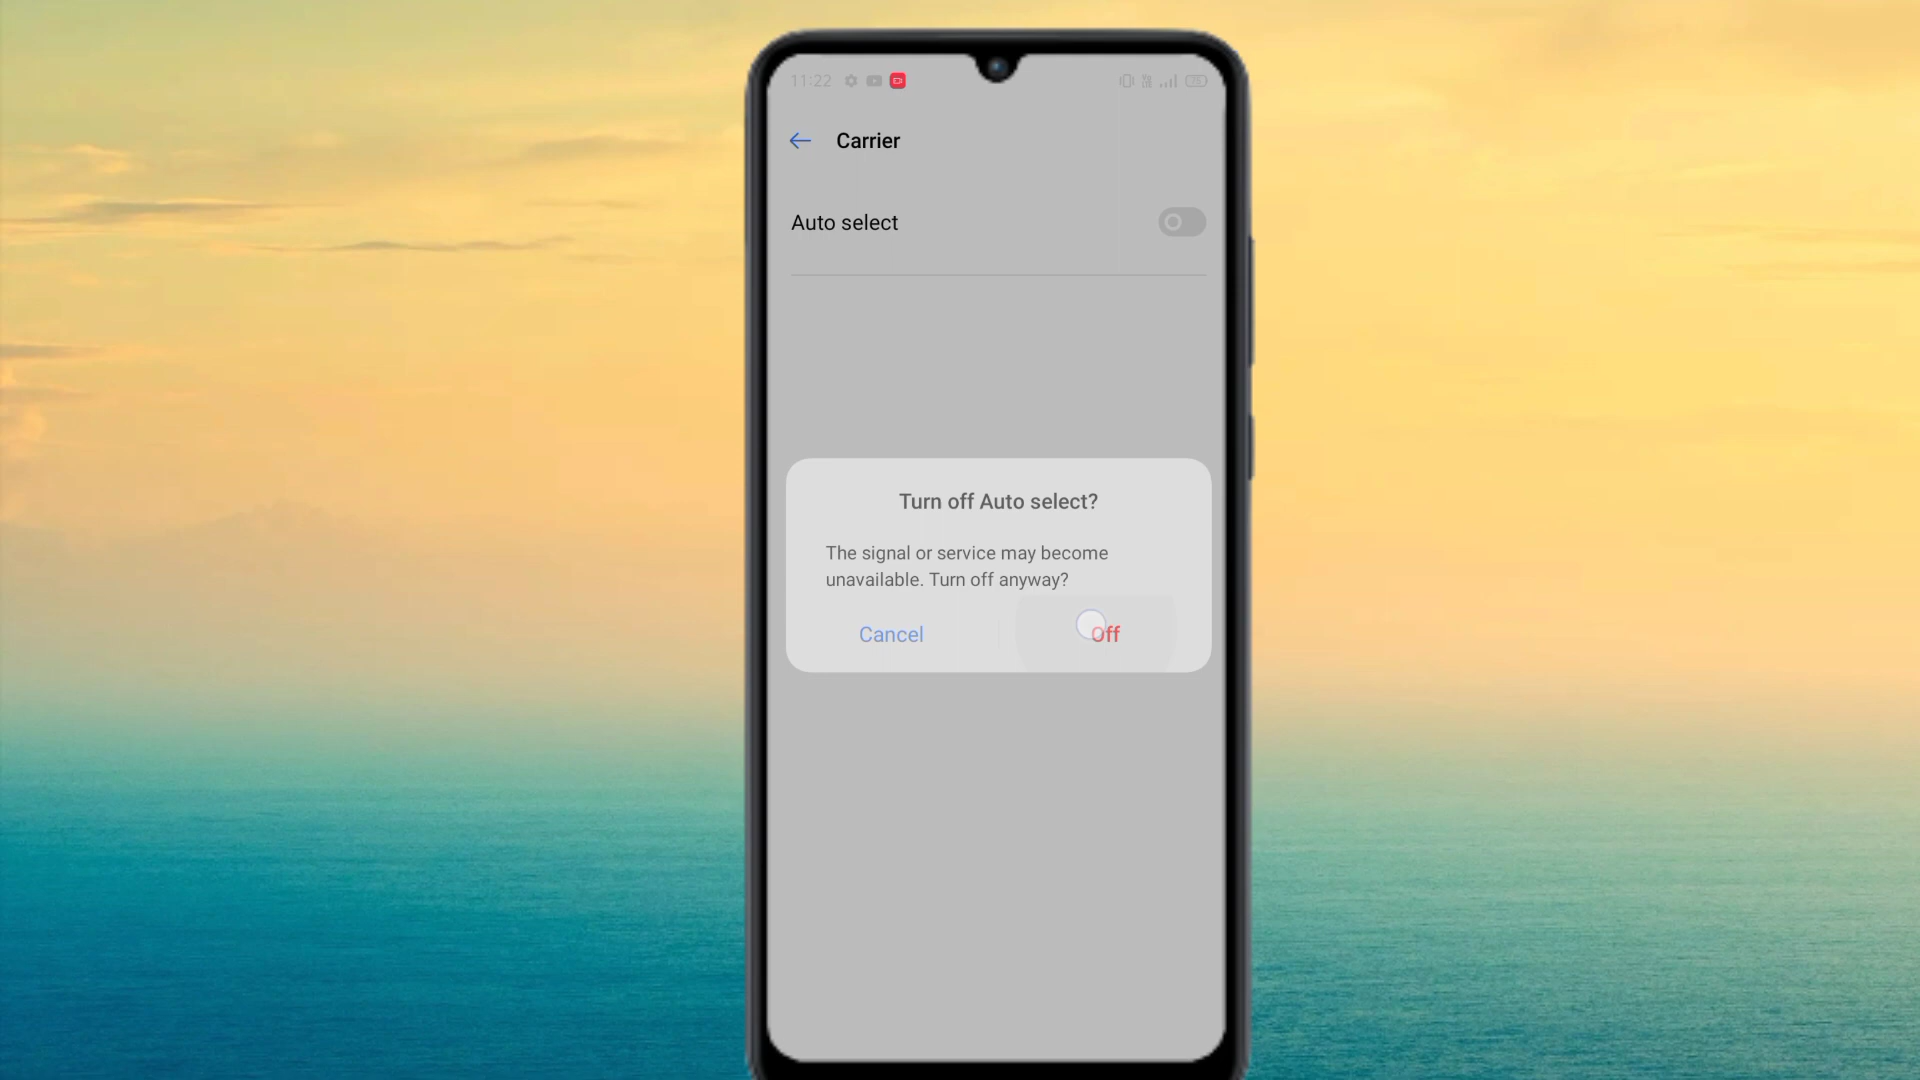 11:22
Carrier
Auto select
Turn off Auto select?
The signal or service may become
unavailable. Turn off anyway?
Cancel
Off